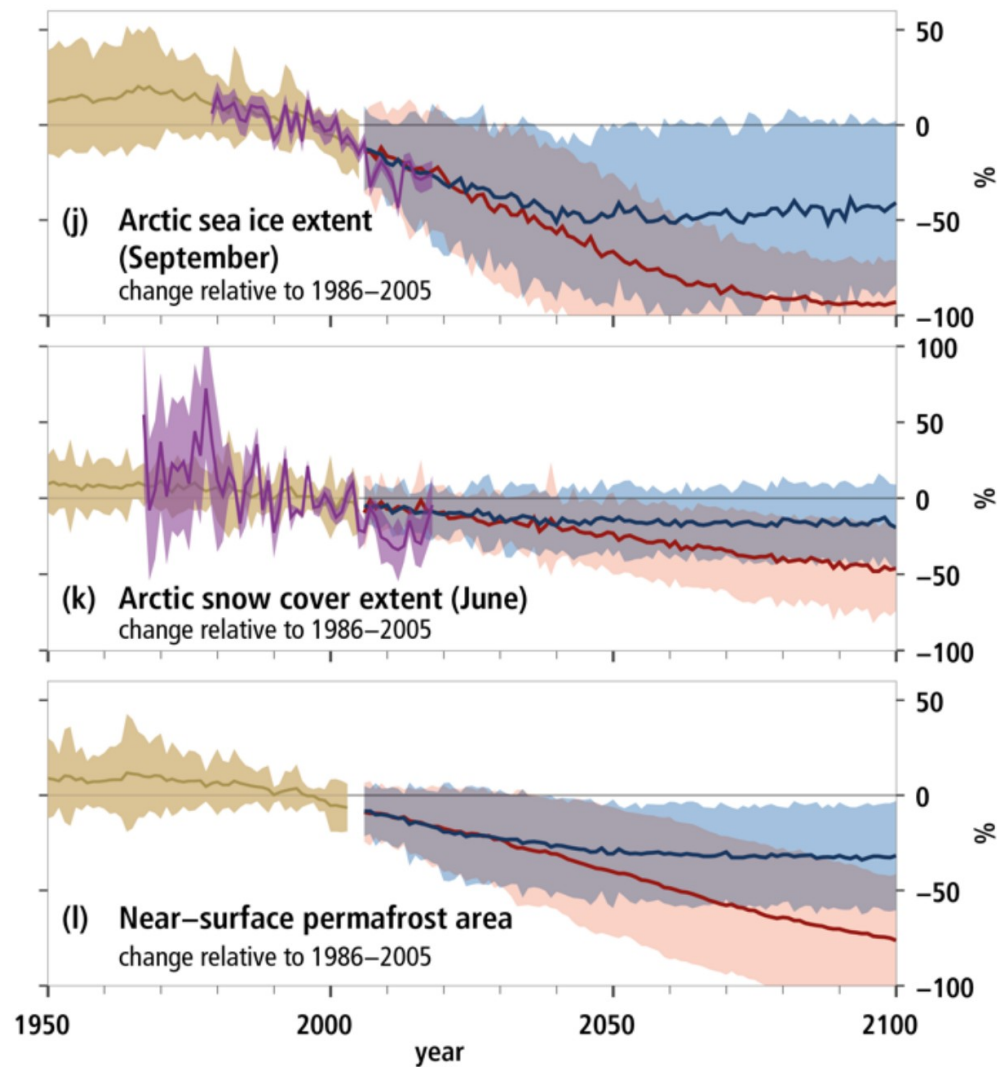 50
0
%
(j) Arctic sea ice extent
(September)
change relative to 1986–2005
−50
−100
100
50
0
%
−50
(k) Arctic snow cover extent (June)
change relative to 1986–2005
−100
50
0
%
−50
(l) Near–surface permafrost area
change relative to 1986–2005
−100
1950 2000 2050 2100
year